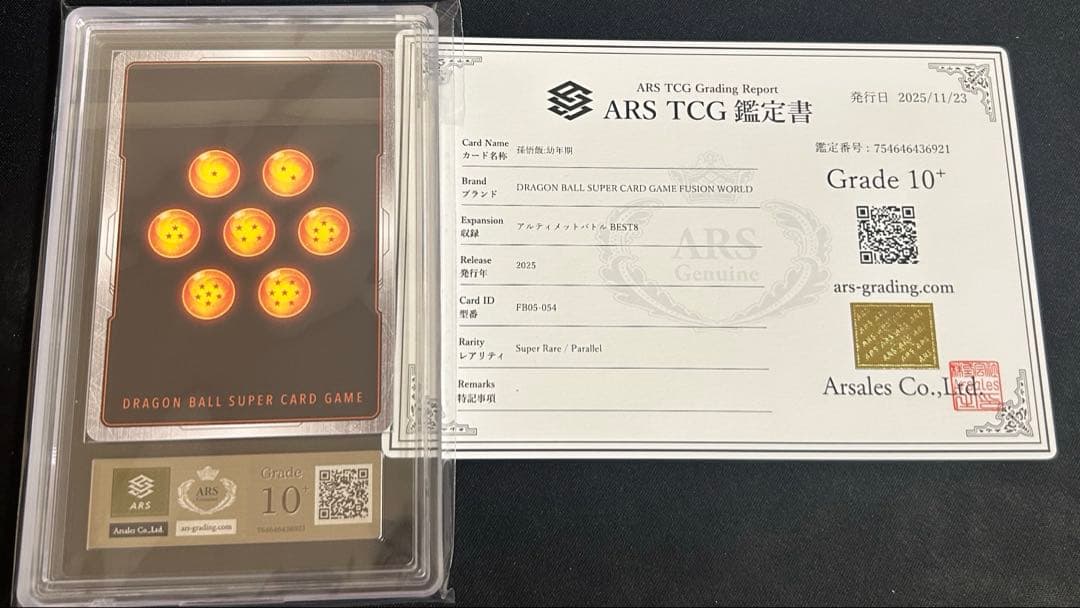 DRAGON BALL SUPER CARD GAME
ARS
Arsales Co.,Ltd.
ARS
Genuine
ars-grading.com
Grade
10+
754646436921
ARS TCG Grading Report
ARS TCG 鑑定書
発行日 2025/11/23
Card Name
カード名称
孫悟飯:幼年期
Brand
ブランド
DRAGON BALL SUPER CARD GAME FUSION WORLD
Expansion
収録
アルティメットバトル BEST8
Release
発行年
2025
Card ID
型番
FB05-054
Rarity
レアリティ
Super Rare / Parallel
Remarks
特記事項
-
ARS
Genuine
鑑定番号：754646436921
Grade 10+
ars-grading.com
Arsales Co.,Ltd.
Arsales